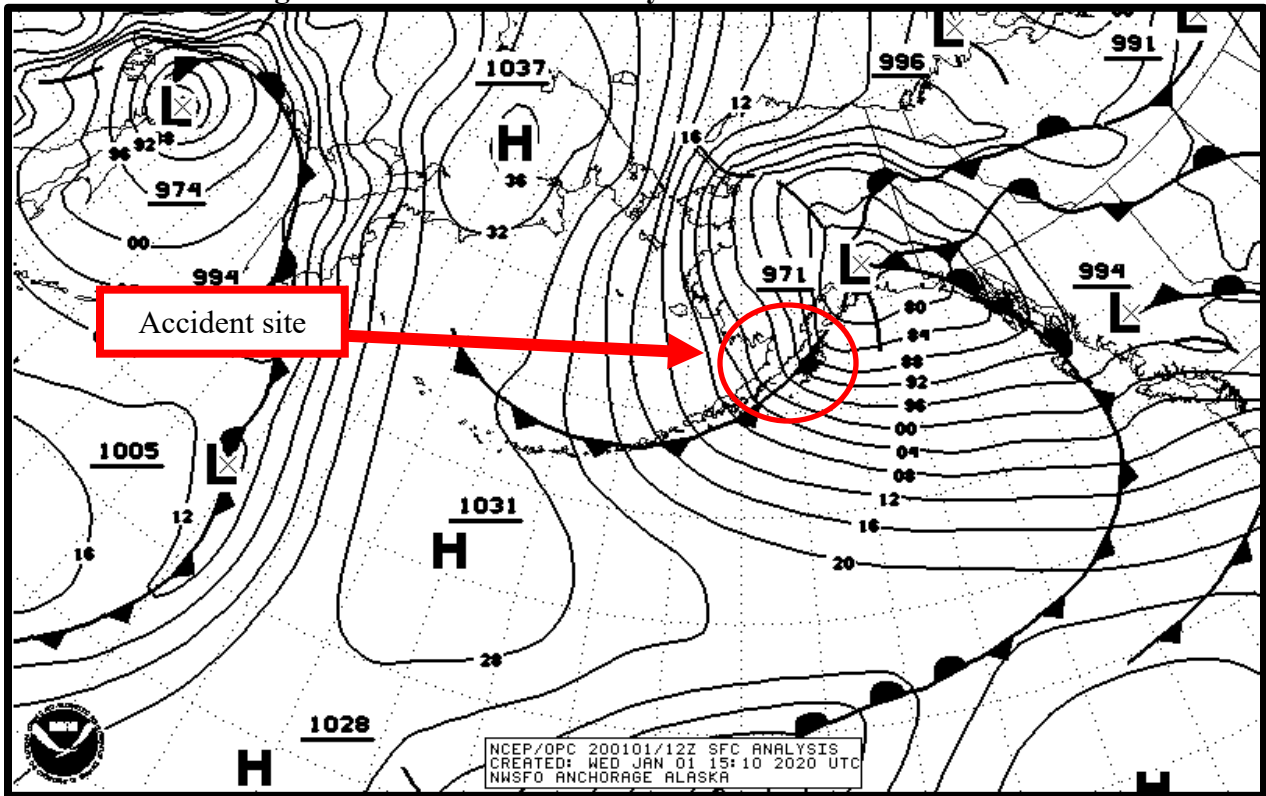 1037
996
991
L
L
12
16
L
92
96
H
36
974
32
00
L
971
994
994
80
L
84
Accident site
88
92
96
00
1005
04
08
L
12
12
1031
16
16
H
20
28
1028
H
H
NCEP/OPC 200101/12Z SFC ANALYSIS
CREATED: WED JAN 01 15:10 2020 UTC
NWSFO ANCHORAGE ALASKA